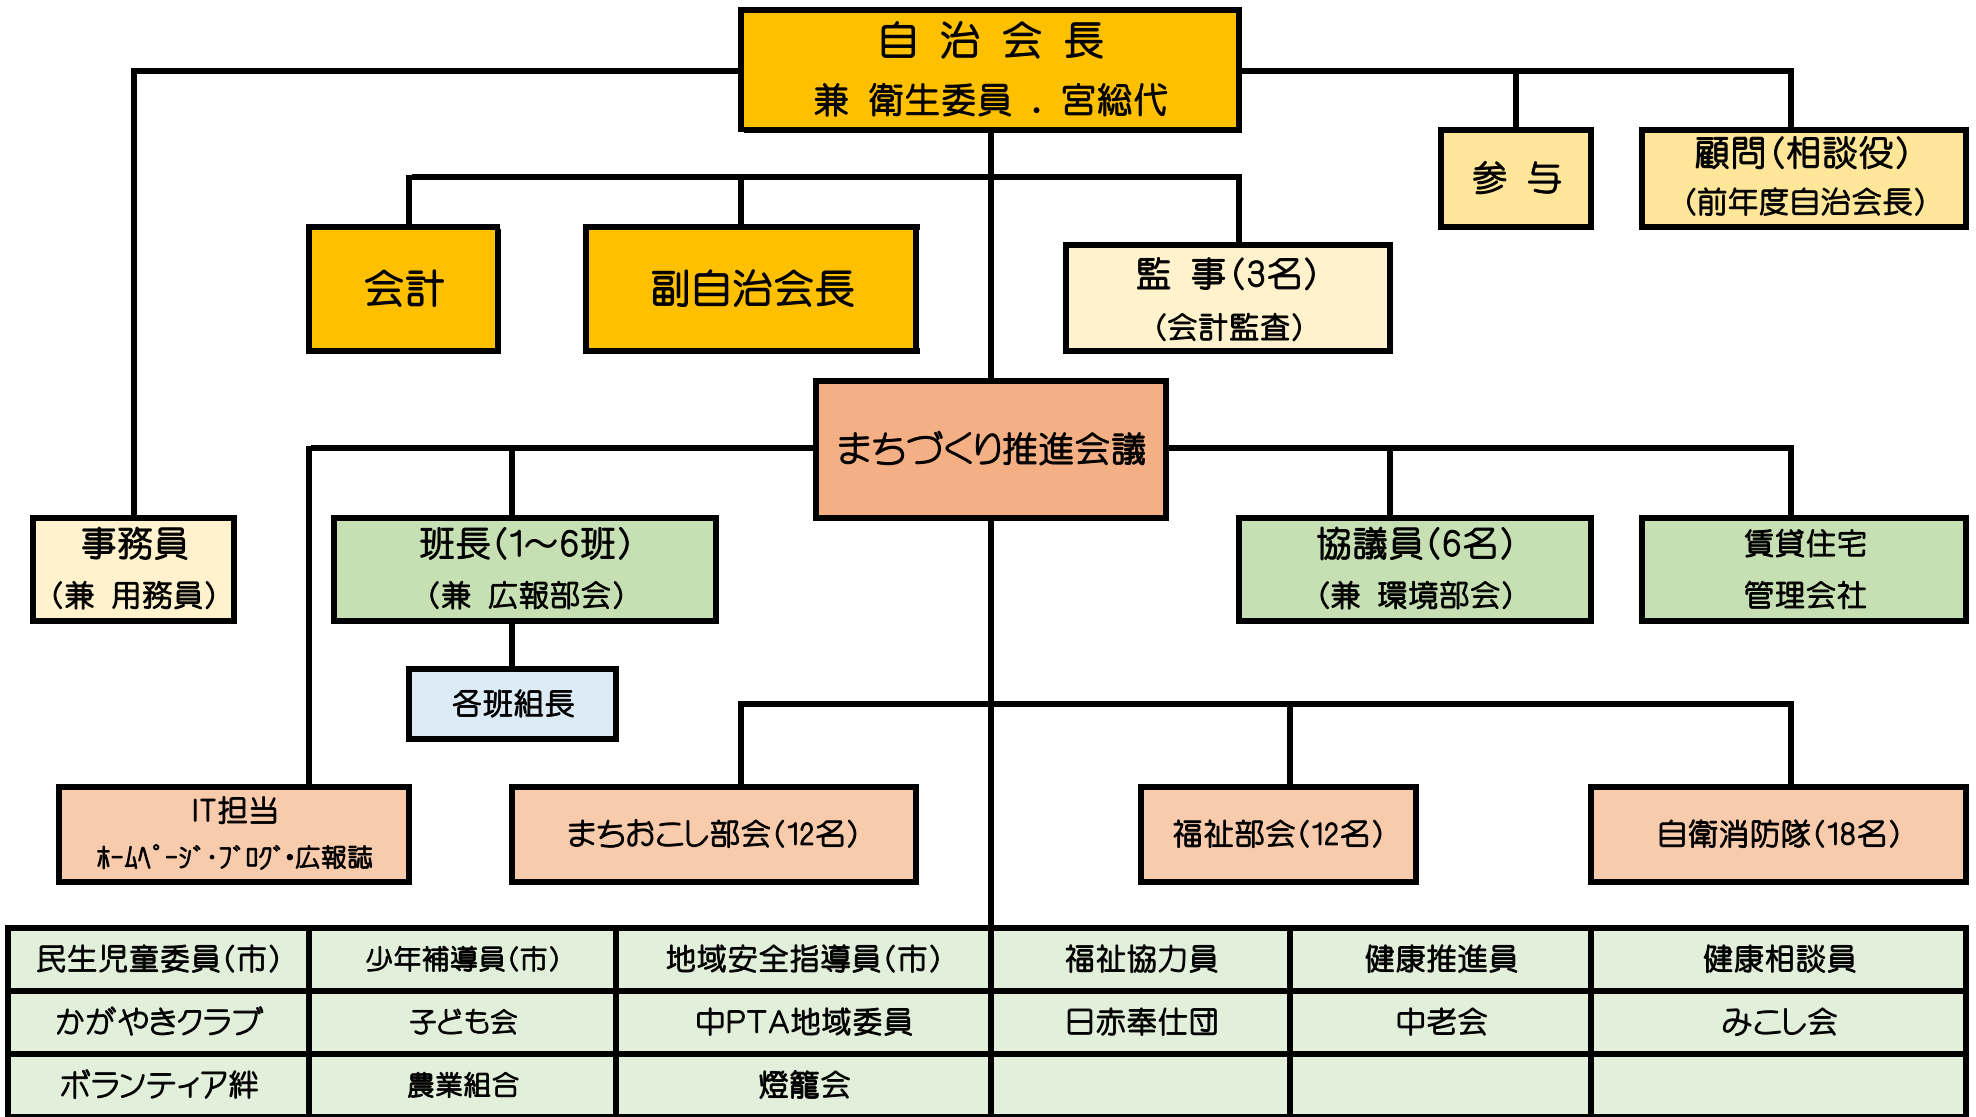 自 治 会 長
兼 衛生委員 . 宮総代
参 与
顧問(相談役)
(前年度自治会長)
会計
副自治会長
監 事(3名)
(会計監査)
まちづくり推進会議
事務員
(兼 用務員)
班長(1～6班)
(兼 広報部会)
協議員(6名)
(兼 環境部会)
賃貸住宅
管理会社
各班組長
IT担当
ﾎｰﾑﾍﾟｰｼﾞ・ﾌﾞﾛｸﾞ・広報誌
まちおこし部会(12名)
福祉部会(12名)
自衛消防隊(18名)
民生児童委員(市)
少年補導員(市)
地域安全指導員(市)
福祉協力員
健康推進員
健康相談員
かがやきクラブ
子ども会
中PTA地域委員
日赤奉仕団
中老会
みこし会
ボランティア絆
農業組合
燈籠会